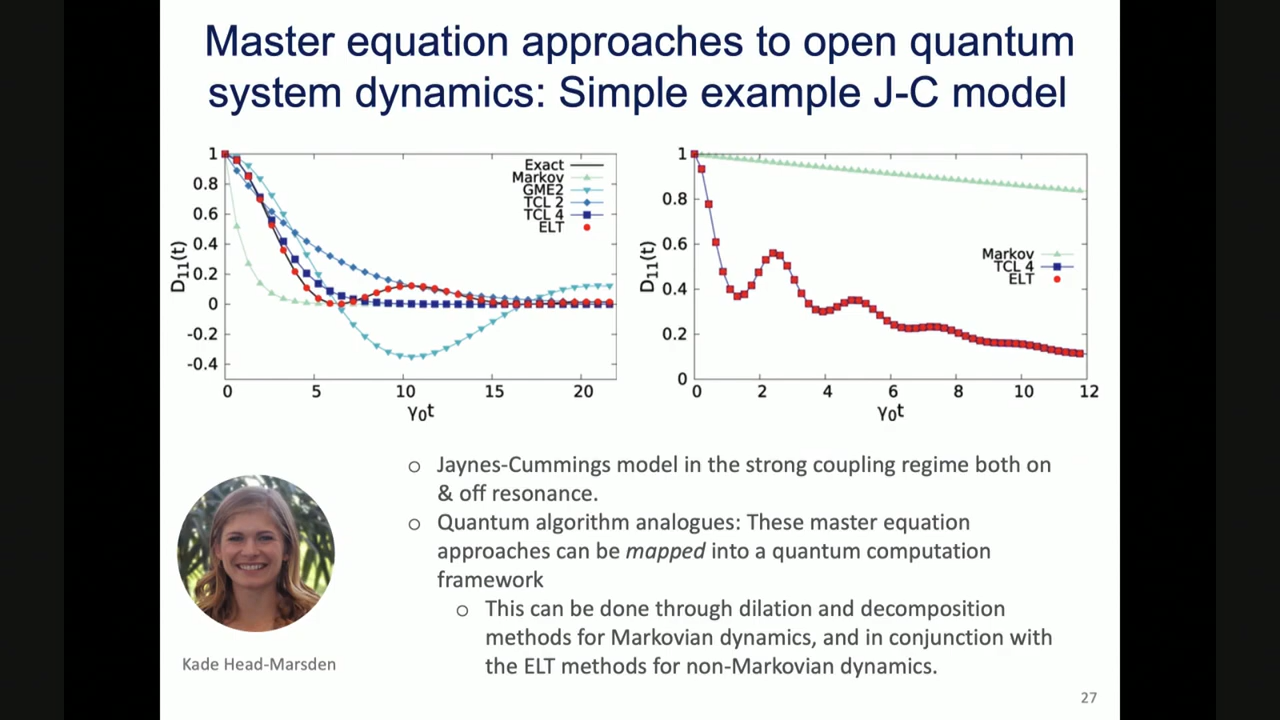 Master equation approaches to open quantum
system dynamics: Simple example J-C model
1
0.8
0.6
0.4
0.2
0
-0.2
-0.4
D₁₁(t)
0 5 10 15 20
γ₀t
Exact
Markov
GME2
TCL 2
TCL 4
ELT
1
0.8
0.6
0.4
0.2
0
D₁₁(t)
0 2 4 6 8 10 12
γ₀t
Markov
TCL 4
ELT
○ Jaynes-Cummings model in the strong coupling regime both on
& off resonance.
○ Quantum algorithm analogues: These master equation
approaches can be mapped into a quantum computation
framework
○ This can be done through dilation and decomposition
methods for Markovian dynamics, and in conjunction with
the ELT methods for non-Markovian dynamics.
Kade Head-Marsden
27